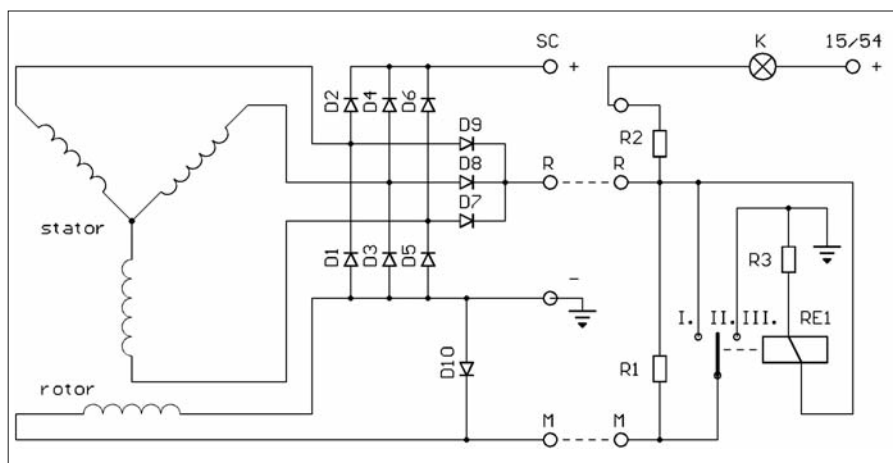 SC K 15/54
+ +
D2 D4 D6
D9
R2
D8 R R
D7
stator
D1 D3 D5
-
R3
I. II. III. RE1
D10 R1
rotor
M M